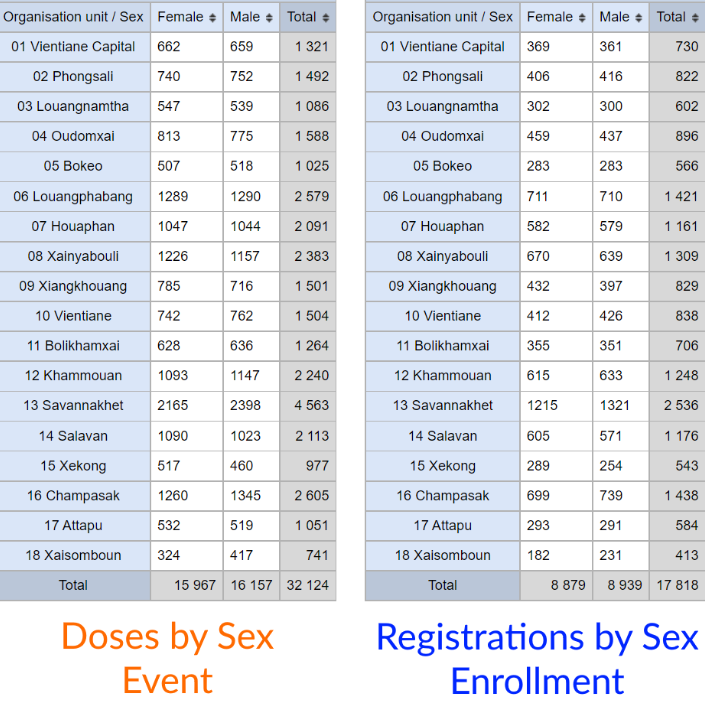 Organisation unit / Sex Female Male Total
01 Vientiane Capital 662 659 1 321
02 Phongsali 740 752 1 492
03 Louangnamtha 547 539 1 086
04 Oudomxai 813 775 1 588
05 Bokeo 507 518 1 025
06 Louangphabang 1289 1290 2 579
07 Houaphan 1047 1044 2 091
08 Xainyabouli 1226 1157 2 383
09 Xiangkhouang 785 716 1 501
10 Vientiane 742 762 1 504
11 Bolikhamxai 628 636 1 264
12 Khammouan 1093 1147 2 240
13 Savannakhet 2165 2398 4 563
14 Salavan 1090 1023 2 113
15 Xekong 517 460 977
16 Champasak 1260 1345 2 605
17 Attapu 532 519 1 051
18 Xaisomboun 324 417 741
Total 15 967 16 157 32 124
Doses by Sex
Event
Organisation unit / Sex Female Male Total
01 Vientiane Capital 369 361 730
02 Phongsali 406 416 822
03 Louangnamtha 302 300 602
04 Oudomxai 459 437 896
05 Bokeo 283 283 566
06 Louangphabang 711 710 1 421
07 Houaphan 582 579 1 161
08 Xainyabouli 670 639 1 309
09 Xiangkhouang 432 397 829
10 Vientiane 412 426 838
11 Bolikhamxai 355 351 706
12 Khammouan 615 633 1 248
13 Savannakhet 1215 1321 2 536
14 Salavan 605 571 1 176
15 Xekong 289 254 543
16 Champasak 699 739 1 438
17 Attapu 293 291 584
18 Xaisomboun 182 231 413
Total 8 879 8 939 17 818
Registrations by Sex
Enrollment